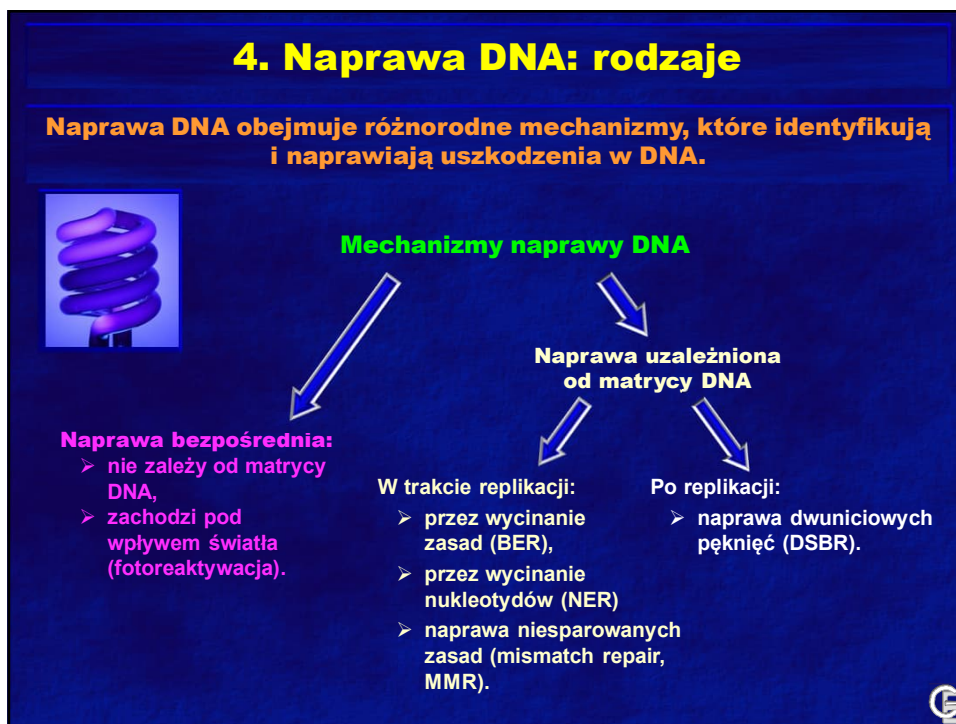 4. Naprawa DNA: rodzaje
Naprawa DNA obejmuje różnorodne mechanizmy, które identyfikują
i naprawiają uszkodzenia w DNA.
Mechanizmy naprawy DNA
Naprawa uzależniona
od matrycy DNA
Naprawa bezpośrednia:
➢ nie zależy od matrycy
DNA,
➢ zachodzi pod
wpływem światła
(fotoreaktywacja).
W trakcie replikacji:
➢ przez wycinanie
zasad (BER),
➢ przez wycinanie
nukleotydów (NER)
➢ naprawa niesparowanych
zasad (mismatch repair,
MMR).
Po replikacji:
➢ naprawa dwuniciowych
pęknięć (DSBR).